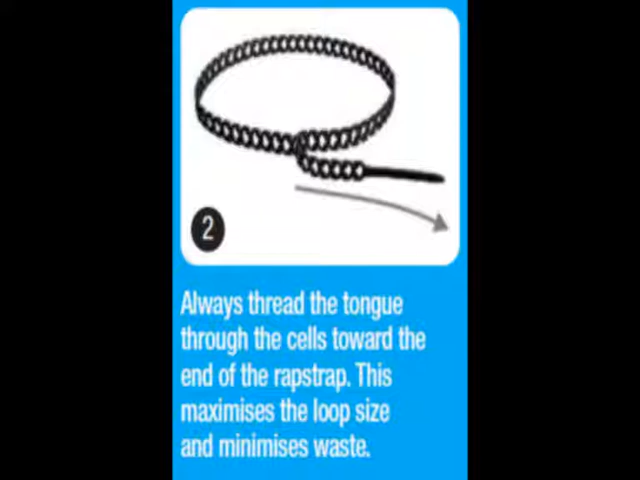 2
Always thread the tongue
through the cells toward the
end of the rapstrap. This
maximises the loop size
and minimises waste.